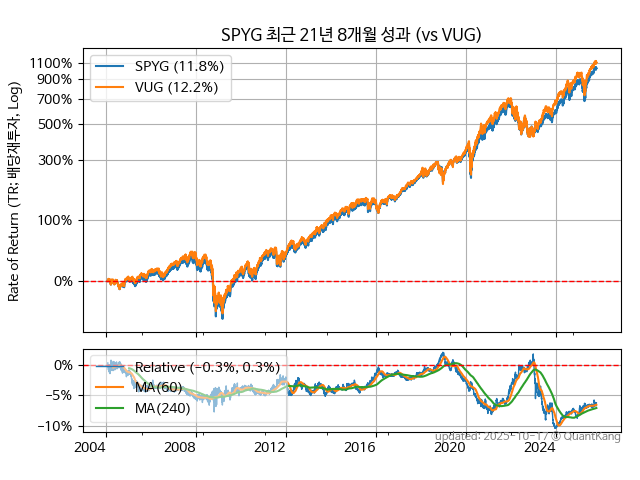 SPYG 최근 21년 8개월 성과 (vs VUG)
Rate of Return (TR; 배당재투자, Log)
1100%
900%
700%
500%
300%
100%
0%
SPYG (11.8%)
VUG (12.2%)
0%
−5%
−10%
Relative (−0.3%, 0.3%)
MA(60)
MA(240)
2004 2008 2012 2016 2020 2024
updated: 2025-10-17 © QuantKang